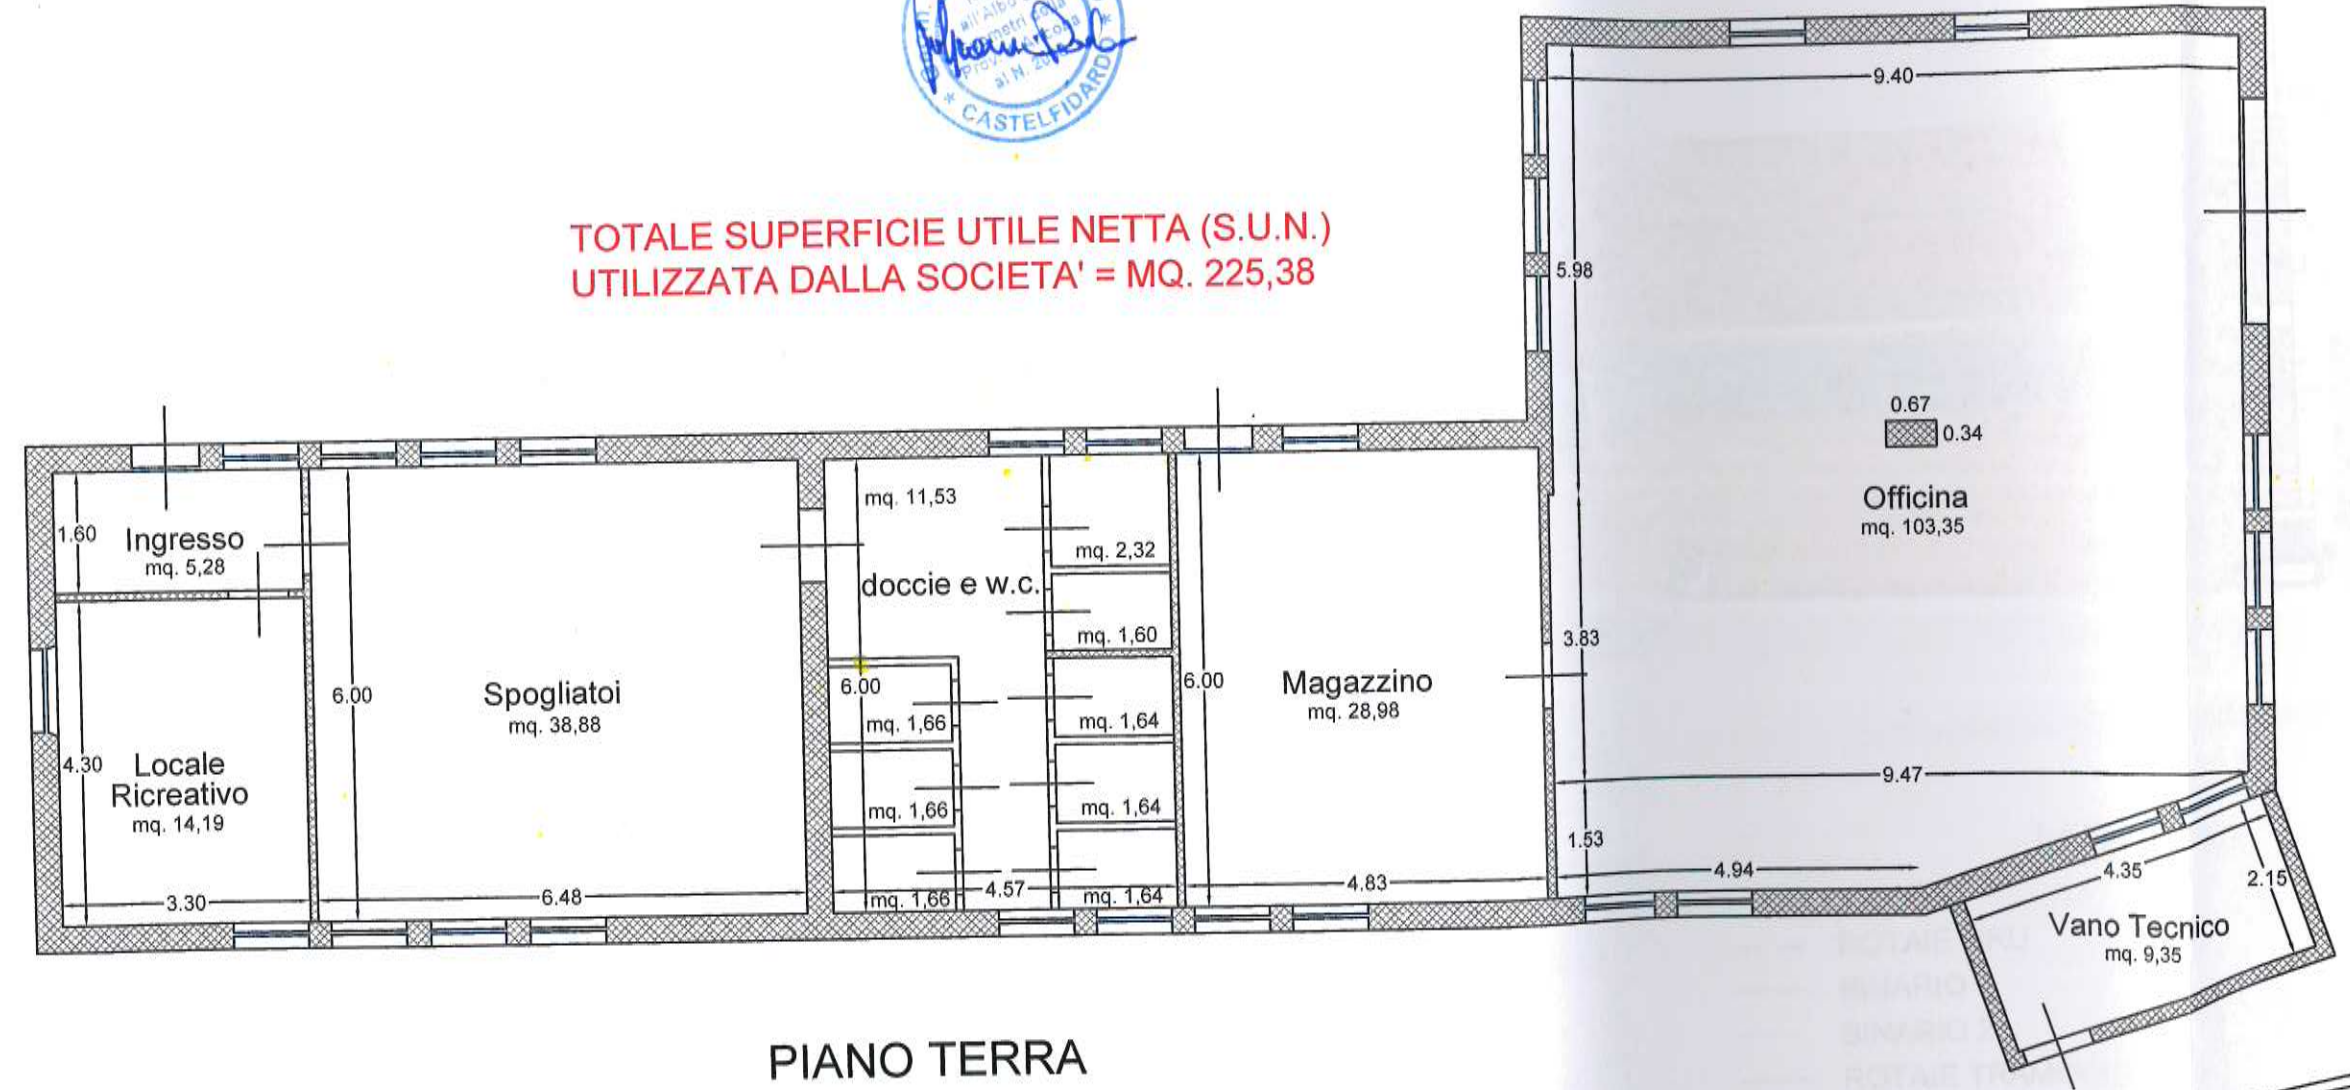 all'Albo
CASTELFIDARDO
TOTALE SUPERFICIE UTILE NETTA (S.U.N.)
UTILIZZATA DALLA SOCIETA' = MQ. 225,38
9.40
5.98
0.67
0.34
Officina
mq. 103,35
3.83
9.47
1.53
4.94
4.35
2.15
Vano Tecnico
mq. 9,35
1.60
Ingresso
mq. 5,28
4.30
Locale
Ricreativo
mq. 14,19
3.30
6.00
Spogliatoi
mq. 38,88
6.48
mq. 11,53
doccie e w.c.
6.00
mq. 1,66
mq. 1,66
mq. 1,66
4.57
mq. 2,32
mq. 1,60
mq. 1,64
mq. 1,64
mq. 1,64
6.00
Magazzino
mq. 28,98
4.83
PIANO TERRA